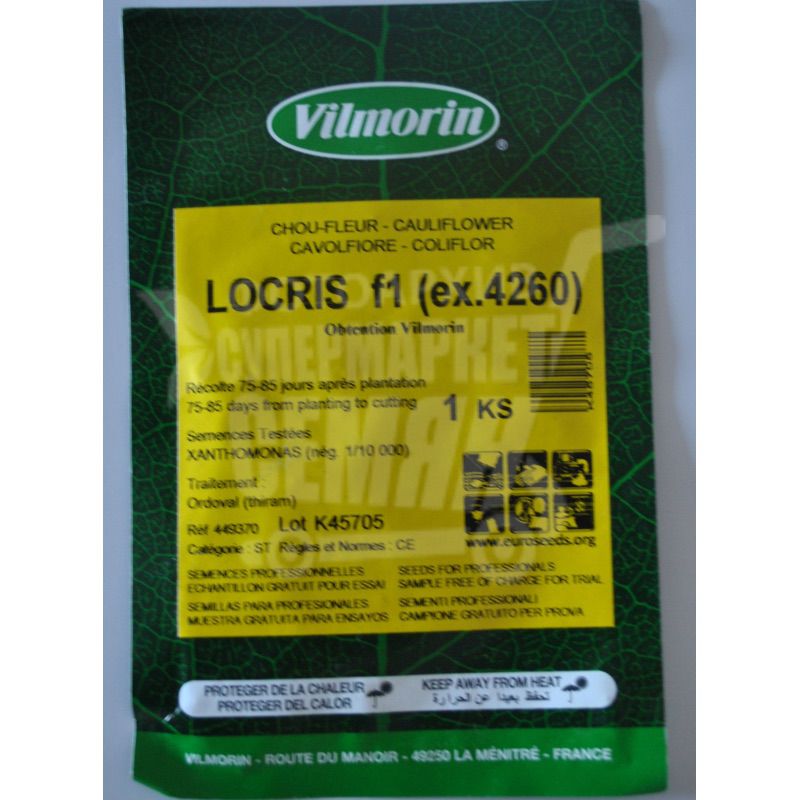 Vilmorin®
CHOU-FLEUR - CAULIFLOWER
CAVOLFIORE - COLIFLOR
LOCRIS f1 (ex.4260)
Obtention Vilmorin
СУПЕРМАРКЕТ
СЕМЯН
Récolte 75-85 jours après plantation
75-85 days from planting to cutting
1 KS
Semences Testées
XANTHOMONAS (nég. 1/10 000)
Traitement :
Ordoval (thiram)
Réf 449370 Lot K45705
Catégorie : ST Règles et Normes : CE
www.euroseeds.org
SEMENCES PROFESSIONNELLES
ECHANTILLON GRATUIT POUR ESSAI
SEEDS FOR PROFESSIONALS
SAMPLE FREE OF CHARGE FOR TRIAL
SEMILLAS PARA PROFESIONALES
MUESTRA GRATUITA PARA ENSAYOS
SEMENTI PROFESSIONALI
CAMPIONE GRATUITO PER PROVA
PROTEGER DE LA CHALEUR
PROTEGER DEL CALOR
KEEP AWAY FROM HEAT
تحفظ بعيدا عن الحرارة
VILMORIN - ROUTE DU MANOIR - 49250 LA MÉNITRÉ - FRANCE